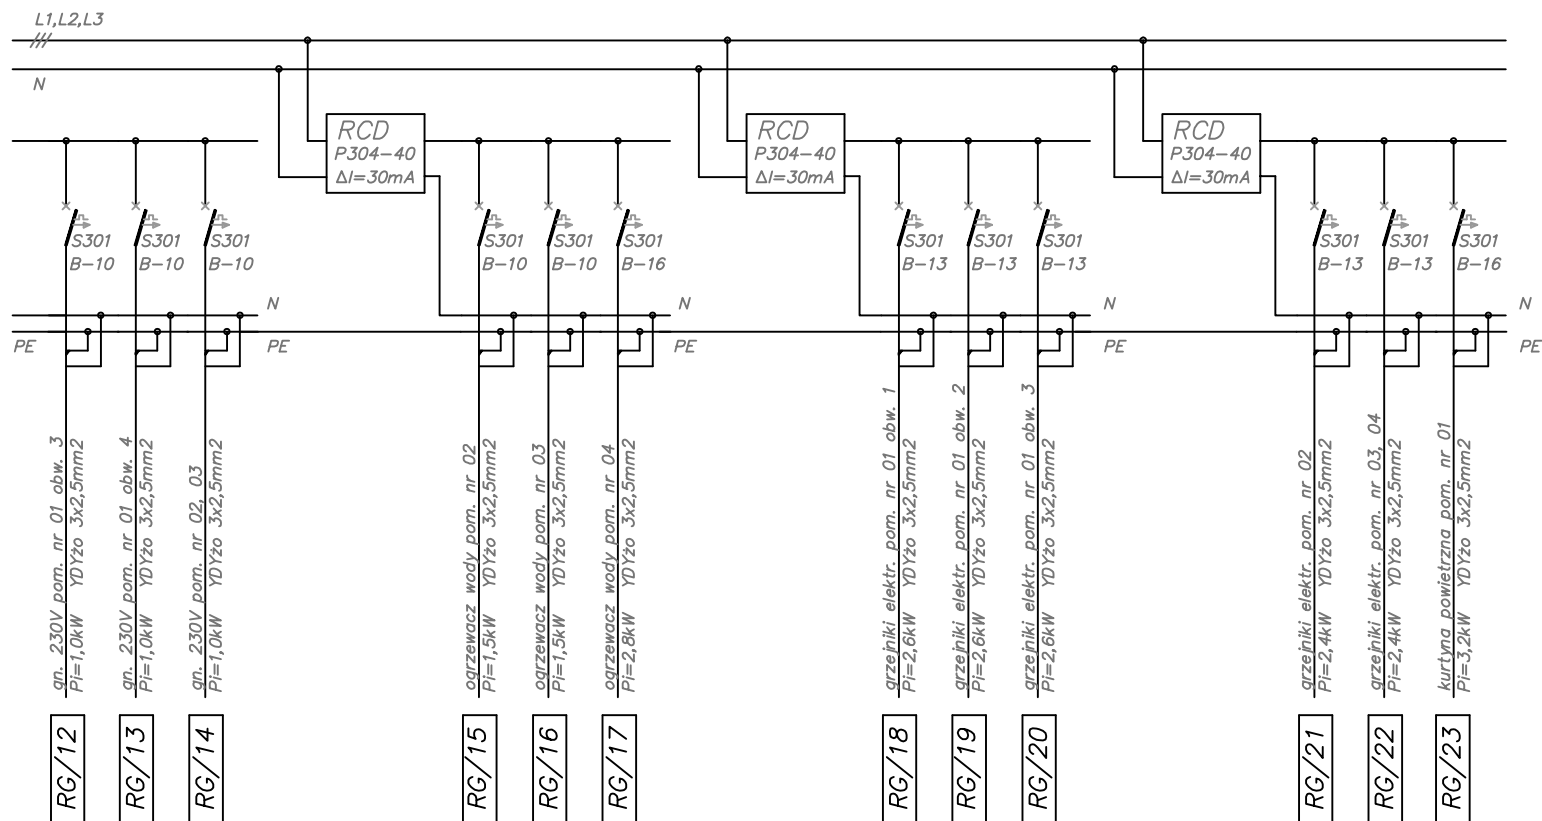 L1,L2,L3
N
RCD
P304-40
ΔI=30mA
RCD
P304-40
ΔI=30mA
RCD
P304-40
ΔI=30mA
S301
B-10
S301
B-10
S301
B-10
S301
B-10
S301
B-10
S301
B-16
S301
B-13
S301
B-13
S301
B-13
S301
B-13
S301
B-13
S301
B-16
N
N
N
N
PE
PE
PE
PE
PE
gn. 230V pom. nr 01 obw. 3
Pi=1,0kW YDYżo 3x2,5mm2
gn. 230V pom. nr 01 obw. 4
Pi=1,0kW YDYżo 3x2,5mm2
gn. 230V pom. nr 02, 03
Pi=1,0kW YDYżo 3x2,5mm2
ogrzewacz wody pom. nr 02
Pi=1,5kW YDYżo 3x2,5mm2
ogrzewacz wody pom. nr 03
Pi=1,5kW YDYżo 3x2,5mm2
ogrzewacz wody pom. nr 04
Pi=2,8kW YDYżo 3x2,5mm2
grzejniki elektr. pom. nr 01 obw. 1
Pi=2,6kW YDYżo 3x2,5mm2
grzejniki elektr. pom. nr 01 obw. 2
Pi=2,6kW YDYżo 3x2,5mm2
grzejniki elektr. pom. nr 01 obw. 3
Pi=2,6kW YDYżo 3x2,5mm2
grzejniki elektr. pom. nr 02
Pi=2,4kW YDYżo 3x2,5mm2
grzejniki elektr. pom. nr 03, 04
Pi=2,4kW YDYżo 3x2,5mm2
kurtyna powietrzna pom. nr 01
Pi=3,2kW YDYżo 3x2,5mm2
RG/12
RG/13
RG/14
RG/15
RG/16
RG/17
RG/18
RG/19
RG/20
RG/21
RG/22
RG/23